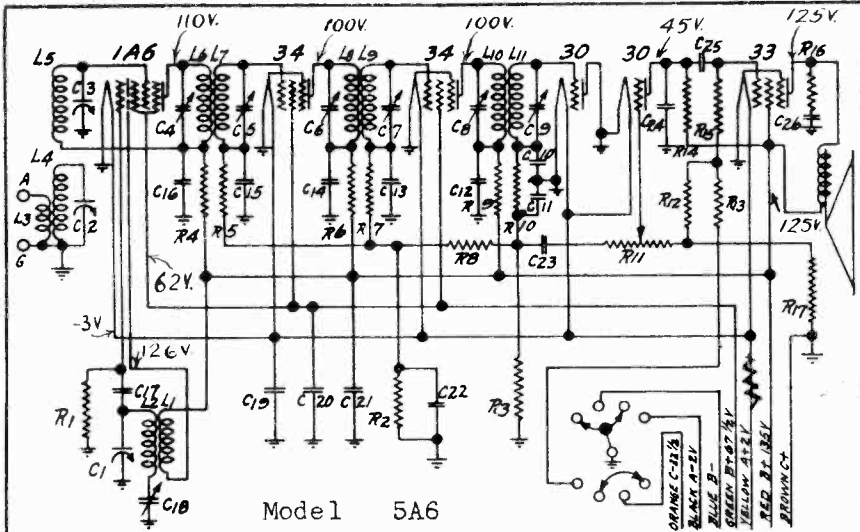 110V. 100V. 100V. 45V. 125V.
L5 1A6 L6 L7 34 L8 L9 34 L10 L11 30 30 C25 33 R16
C3 C4 C5 C6 C7 C8 C9 C24 R15 C26
L4 C10 R14
A L3 C2 C16 C15 C14 C13 C12 R9 C11 R12 R13
G R4 R5 R6 R7 R10 125V.
R8 C23 R11
62V. R17
-3V
126V.
C17 C19 C20 C21 R2 C22 R3
R1 L2 L1
C1
C18
Model 5A6
ORANGE C-22½
BLACK A-2V
BLUE B-
GREEN B+67½V
YELLOW A+2V
RED B+135V
BROWN C+